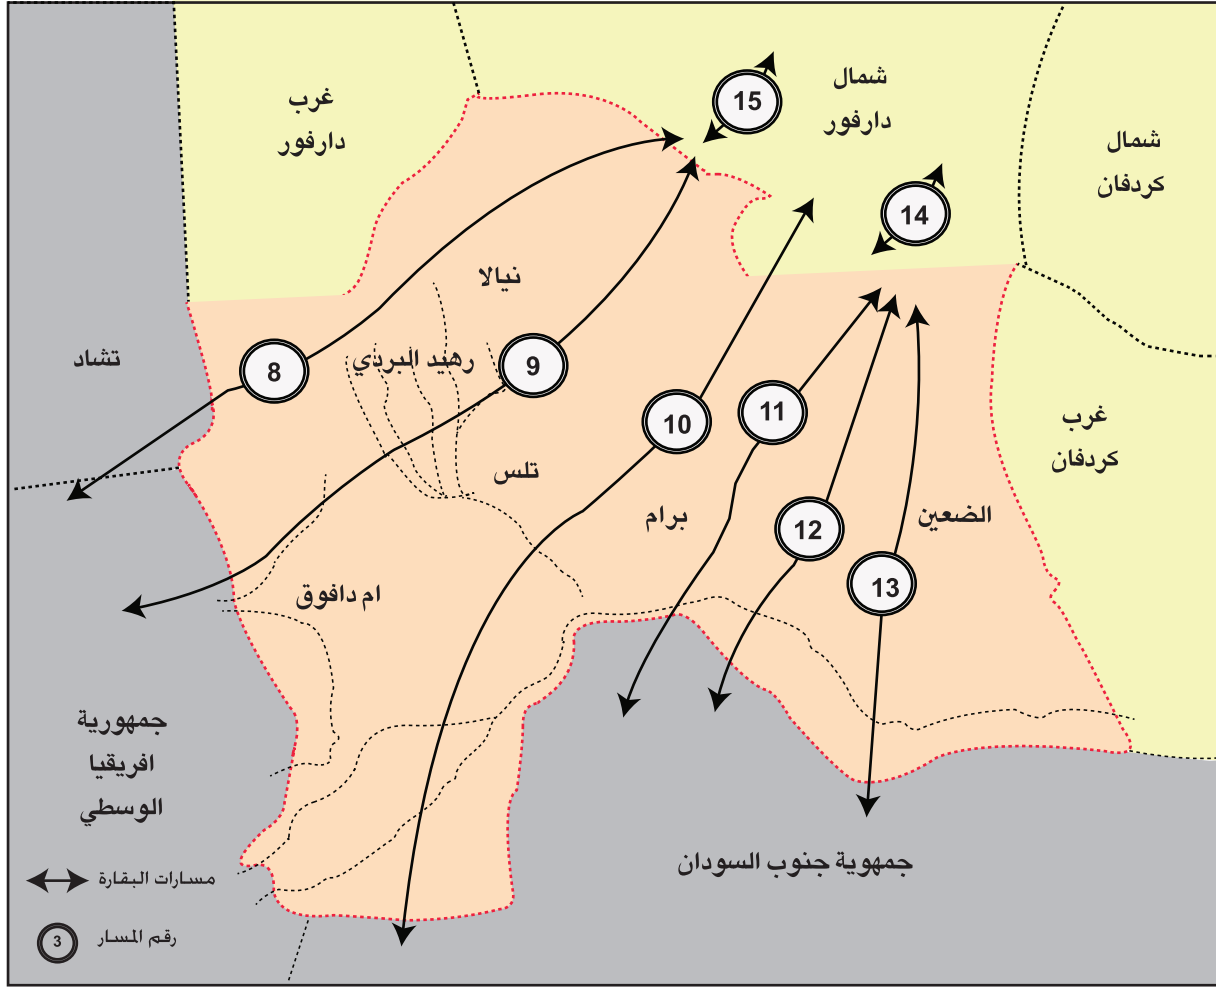 15
شمال
دارفور
غرب
دارفور
شمال
كردفان
14
نيالا
تشاد
8
رهيد البردي
9
10
11
غرب
كردفان
تلس
برام
12
الضعين
13
ام دافوق
جمهورية
افريقيا
الوسطي
جمهوية جنوب السودان
مسارات البقارة
رقم المسار
3